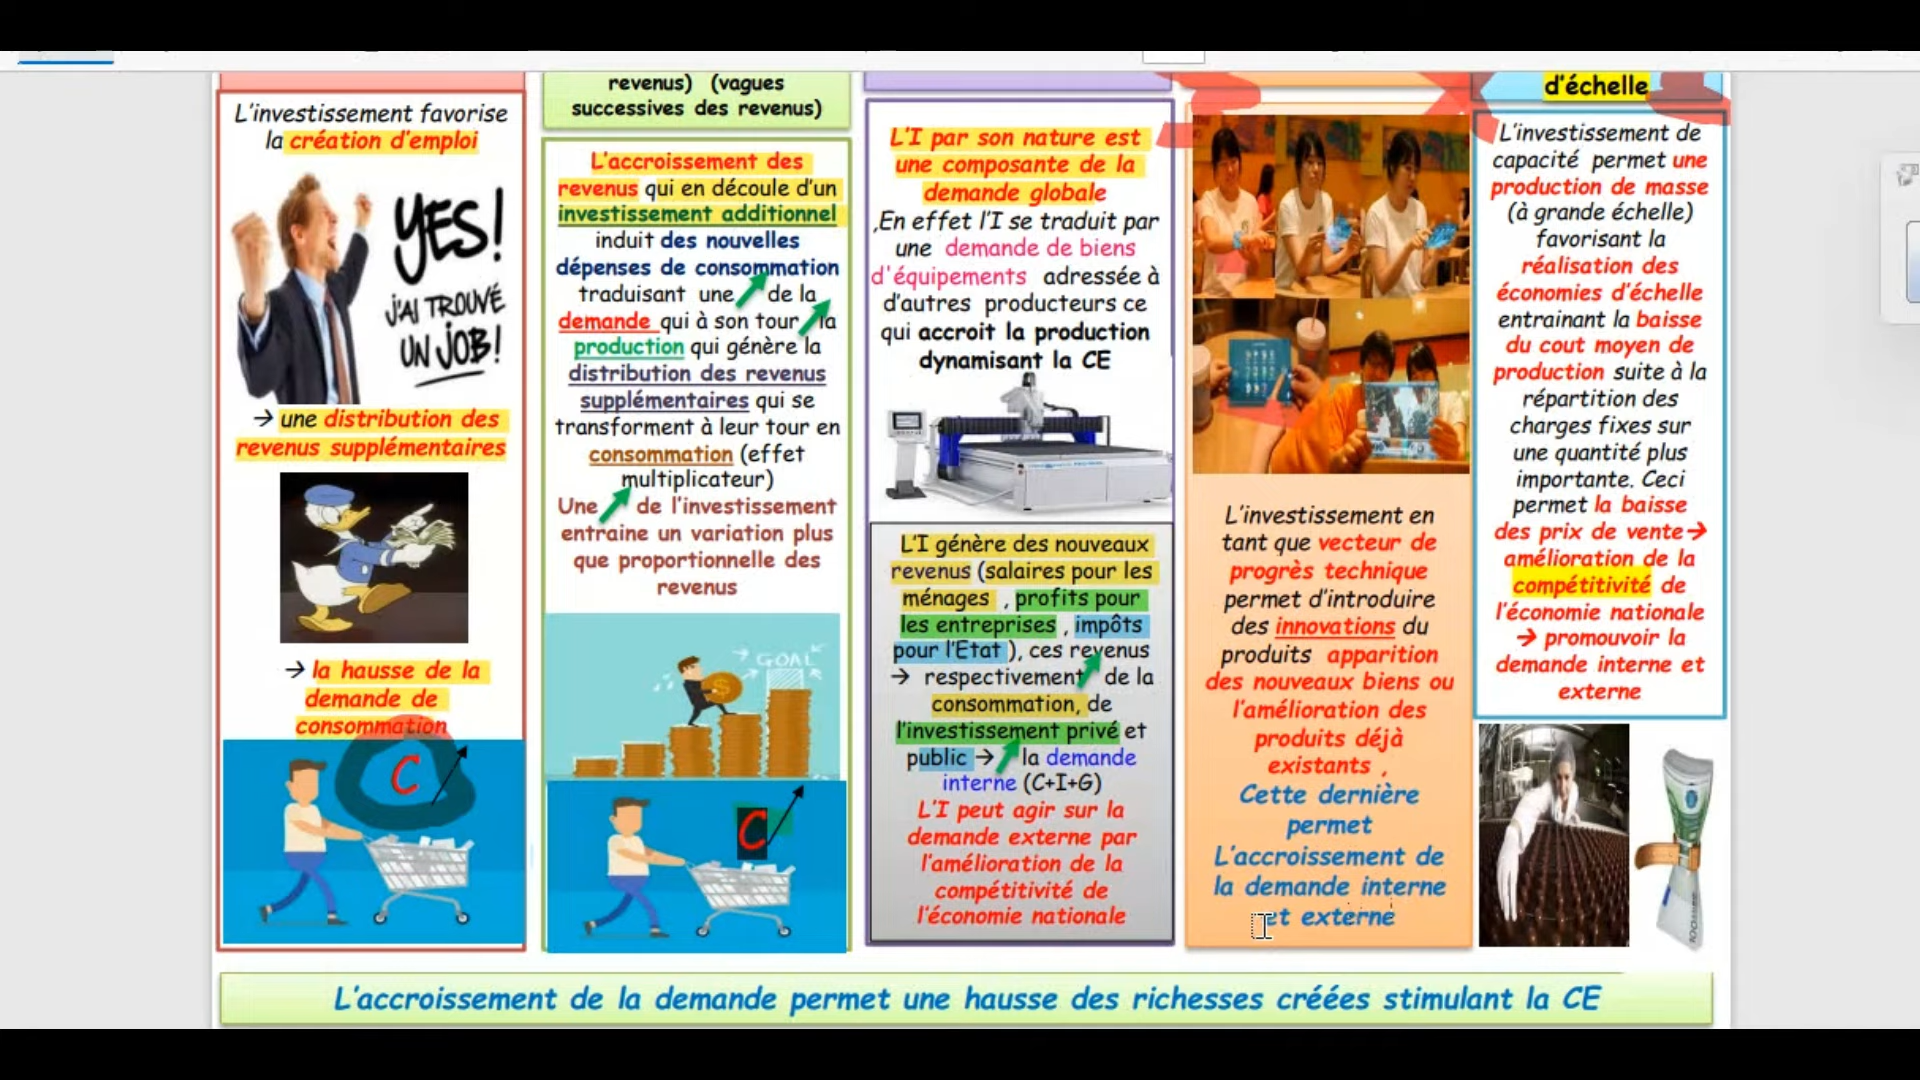 L'investissement favorise
la création d'emploi
YES!
J'AI TROUVÉ
UN JOB!
→ une distribution des
revenus supplémentaires
→ la hausse de la
demande de
consommation
C
revenus) (vagues
successives des revenus)
L'accroissement des
revenus qui en découle d'un
investissement additionnel
induit des nouvelles
dépenses de consommation
traduisant une de la
demande qui à son tour la
production qui génère la
distribution des revenus
supplémentaires qui se
transforment à leur tour en
consommation (effet
multiplicateur)
Une de l'investissement
entraine un variation plus
que proportionnelle des
revenus
GOAL
C
L'I par son nature est
une composante de la
demande globale
,En effet l'I se traduit par
une demande de biens
d'équipements adressée à
d'autres producteurs ce
qui accroit la production
dynamisant la CE
L'I génère des nouveaux
revenus (salaires pour les
ménages , profits pour
les entreprises , impôts
pour l'Etat ), ces revenus
→ respectivement de la
consommation, de
l'investissement privé et
public → la demande
interne (C+I+G)
L'I peut agir sur la
demande externe par
l'amélioration de la
compétitivité de
l'économie nationale
L'investissement en
tant que vecteur de
progrès technique
permet d'introduire
des innovations du
produits apparition
des nouveaux biens ou
l'amélioration des
produits déjà
existants ,
Cette dernière
permet
L'accroissement de
la demande interne
et externe
d'échelle
L'investissement de
capacité permet une
production de masse
(à grande échelle)
favorisant la
réalisation des
économies d'échelle
entrainant la baisse
du cout moyen de
production suite à la
répartition des
charges fixes sur
une quantité plus
importante. Ceci
permet la baisse
des prix de vente→
amélioration de la
compétitivité de
l'économie nationale
→ promouvoir la
demande interne et
externe
L'accroissement de la demande permet une hausse des richesses créées stimulant la CE